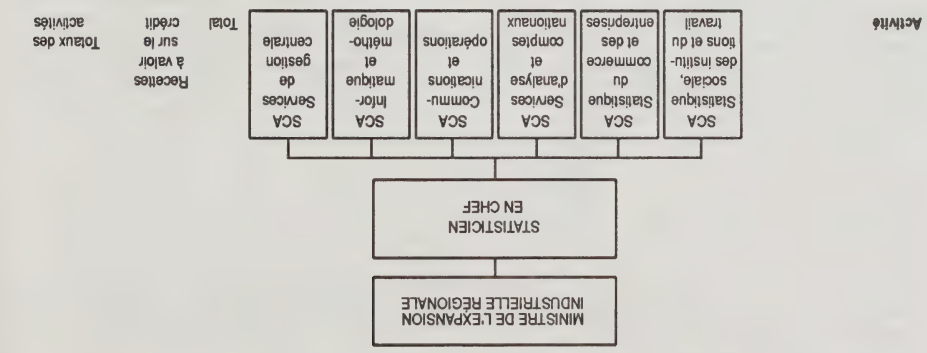 MINISTRE DE L'EXPANSION
INDUSTRIELLE RÉGIONALE
STATISTICIEN
EN CHEF
Activité
SCA
Statistique
sociale,
des institu-
tions et du
travail
SCA
Statistique
du
commerce
et des
entreprises
SCA
Services
d'analyse
et
comptes
nationaux
SCA
Commu-
nications
et
opérations
SCA
Infor-
matique
et
métho-
dologie
SCA
Services
de
gestion
centrale
Total
Recettes
à valoir
sur le
crédit
Totaux des
activités